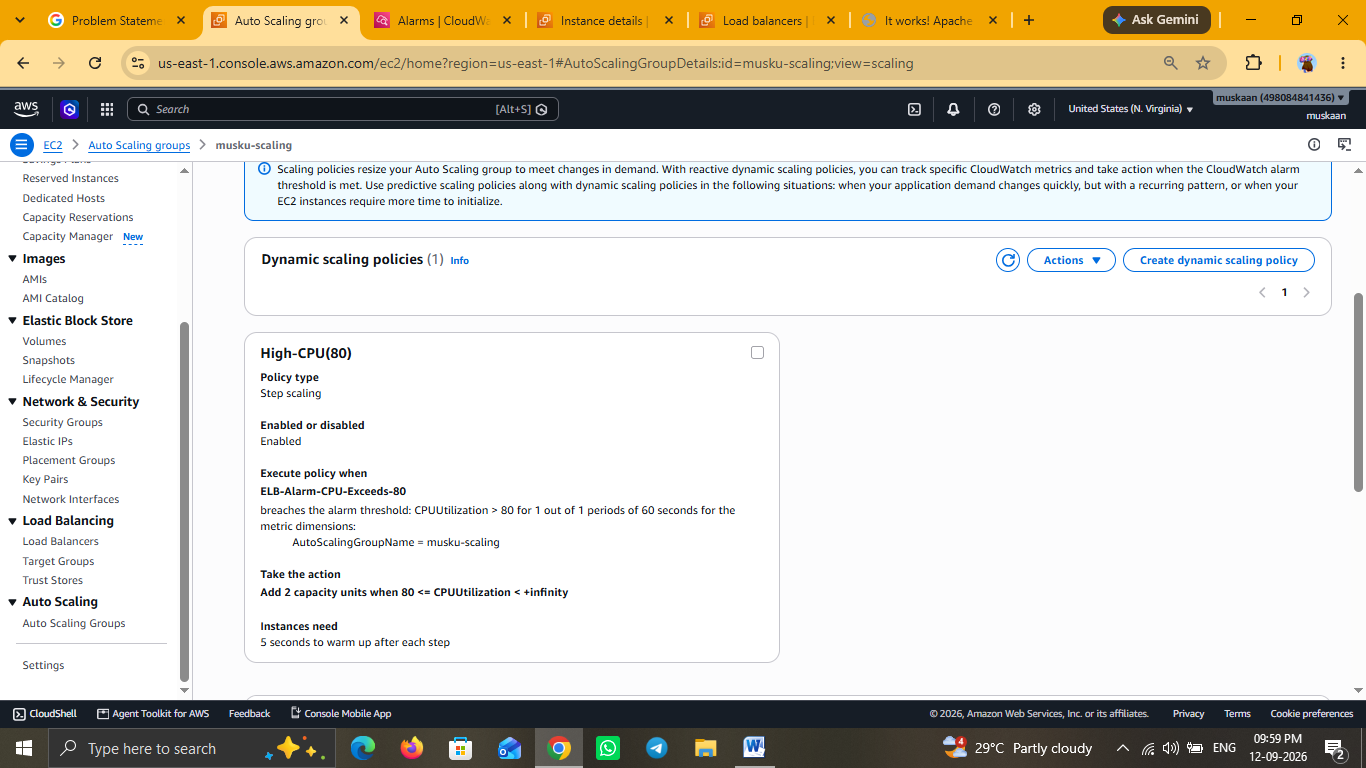 Problem Stateme
Auto Scaling grou
Alarms | CloudWa
Instance details |
Load balancers |
It works! Apache
Ask Gemini
us-east-1.console.aws.amazon.com/ec2/home?region=us-east-1#AutoScalingGroupDetails:id=musku-scaling;view=scaling
aws
Search
[Alt+S]
United States (N. Virginia)
muskaan (498084841436)
muskaan
EC2
Auto Scaling groups
musku-scaling
Savings Plans
Reserved Instances
Dedicated Hosts
Capacity Reservations
Capacity Manager New
Images
AMIs
AMI Catalog
Elastic Block Store
Volumes
Snapshots
Lifecycle Manager
Network & Security
Security Groups
Elastic IPs
Placement Groups
Key Pairs
Network Interfaces
Load Balancing
Load Balancers
Target Groups
Trust Stores
Auto Scaling
Auto Scaling Groups
Settings
Scaling policies resize your Auto Scaling group to meet changes in demand. With reactive dynamic scaling policies, you can track specific CloudWatch metrics and take action when the CloudWatch alarm
threshold is met. Use predictive scaling policies along with dynamic scaling policies in the following situations: when your application demand changes quickly, but with a recurring pattern, or when your
EC2 instances require more time to initialize.
Dynamic scaling policies (1) Info
Actions
Create dynamic scaling policy
1
High-CPU(80)
Policy type
Step scaling
Enabled or disabled
Enabled
Execute policy when
ELB-Alarm-CPU-Exceeds-80
breaches the alarm threshold: CPUUtilization > 80 for 1 out of 1 periods of 60 seconds for the
metric dimensions:
AutoScalingGroupName = musku-scaling
Take the action
Add 2 capacity units when 80 <= CPUUtilization < +infinity
Instances need
5 seconds to warm up after each step
CloudShell
Agent Toolkit for AWS
Feedback
Console Mobile App
© 2026, Amazon Web Services, Inc. or its affiliates.
Privacy
Terms
Cookie preferences
Type here to search
4
29°C Partly cloudy
ENG
09:59 PM
12-09-2026
2